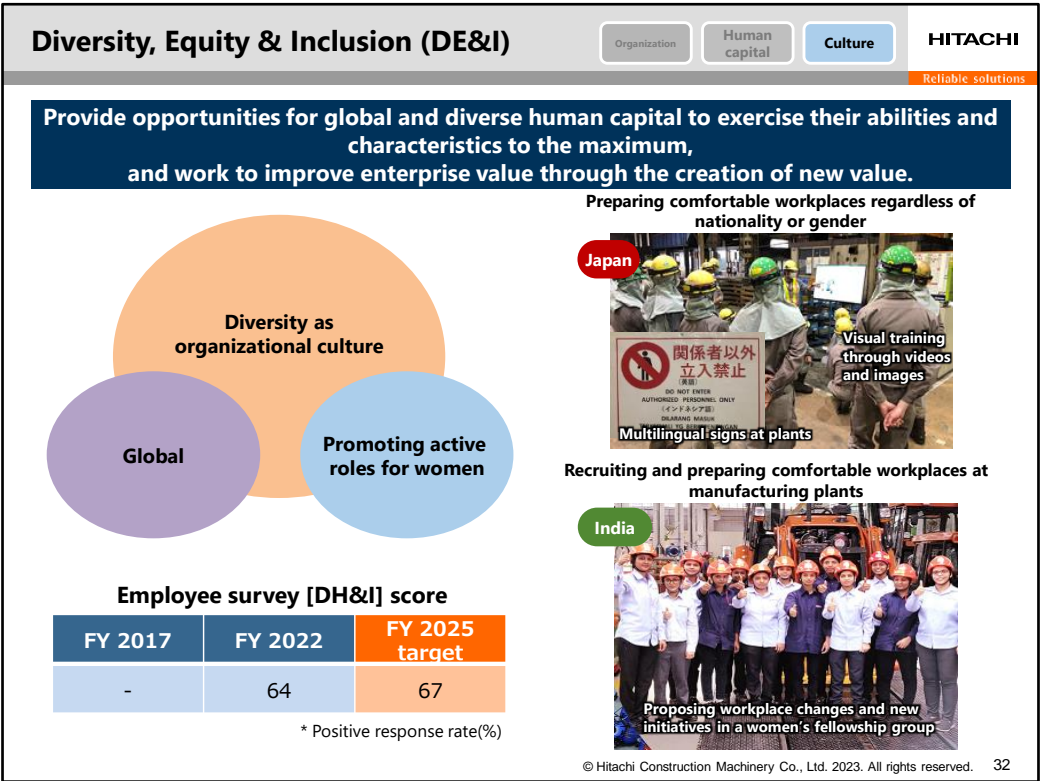 Diversity, Equity & Inclusion (DE&I)
Organization
Human
capital
Culture
HITACHI
Reliable solutions
Provide opportunities for global and diverse human capital to exercise their abilities and
characteristics to the maximum,
and work to improve enterprise value through the creation of new value.
Diversity as
organizational culture
Global
Promoting active
roles for women
Employee survey [DH&I] score
FY 2017
FY 2022
FY 2025
target
-
64
67
* Positive response rate(%)
Preparing comfortable workplaces regardless of
nationality or gender
Japan
関係者以外
立入禁止
(英語)
DO NOT ENTER
AUTHORIZED PERSONNEL ONLY
(インドネシア語)
DILARANG MASUK
Visual training
through videos
and images
Multilingual signs at plants
Recruiting and preparing comfortable workplaces at
manufacturing plants
India
Proposing workplace changes and new
initiatives in a women's fellowship group
© Hitachi Construction Machinery Co., Ltd. 2023. All rights reserved.
32